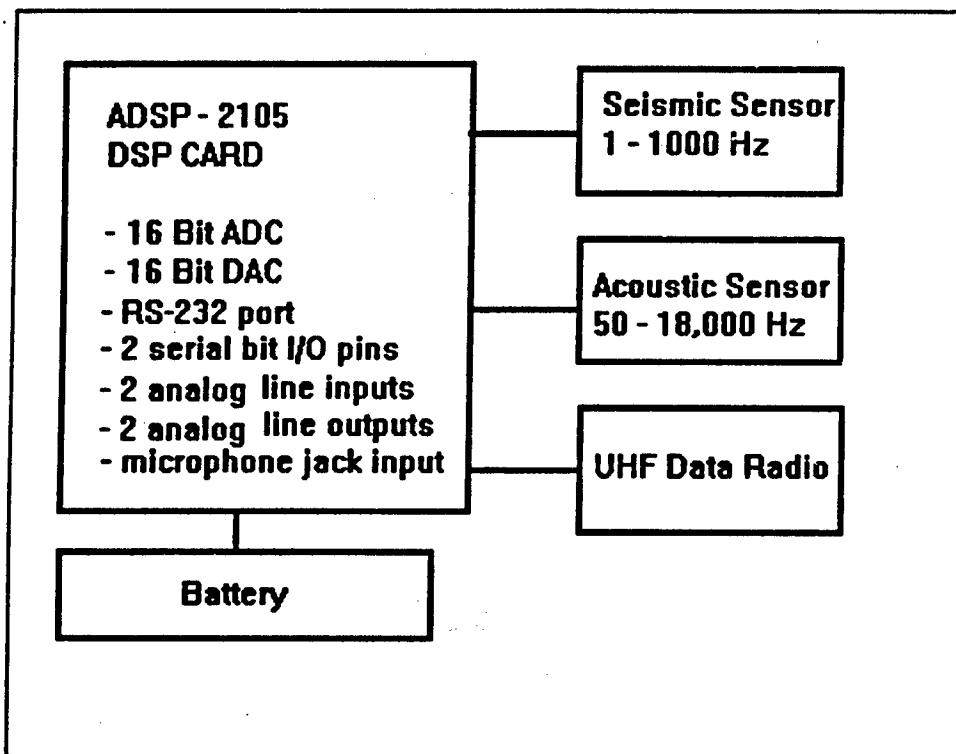 ADSP - 2105
DSP CARD
- 16 Bit ADC
- 16 Bit DAC
- RS-232 port
- 2 serial bit I/O pins
- 2 analog line inputs
- 2 analog line outputs
- microphone jack input
Seismic Sensor
1 - 1000 Hz
Acoustic Sensor
50 - 18,000 Hz
UHF Data Radio
Battery